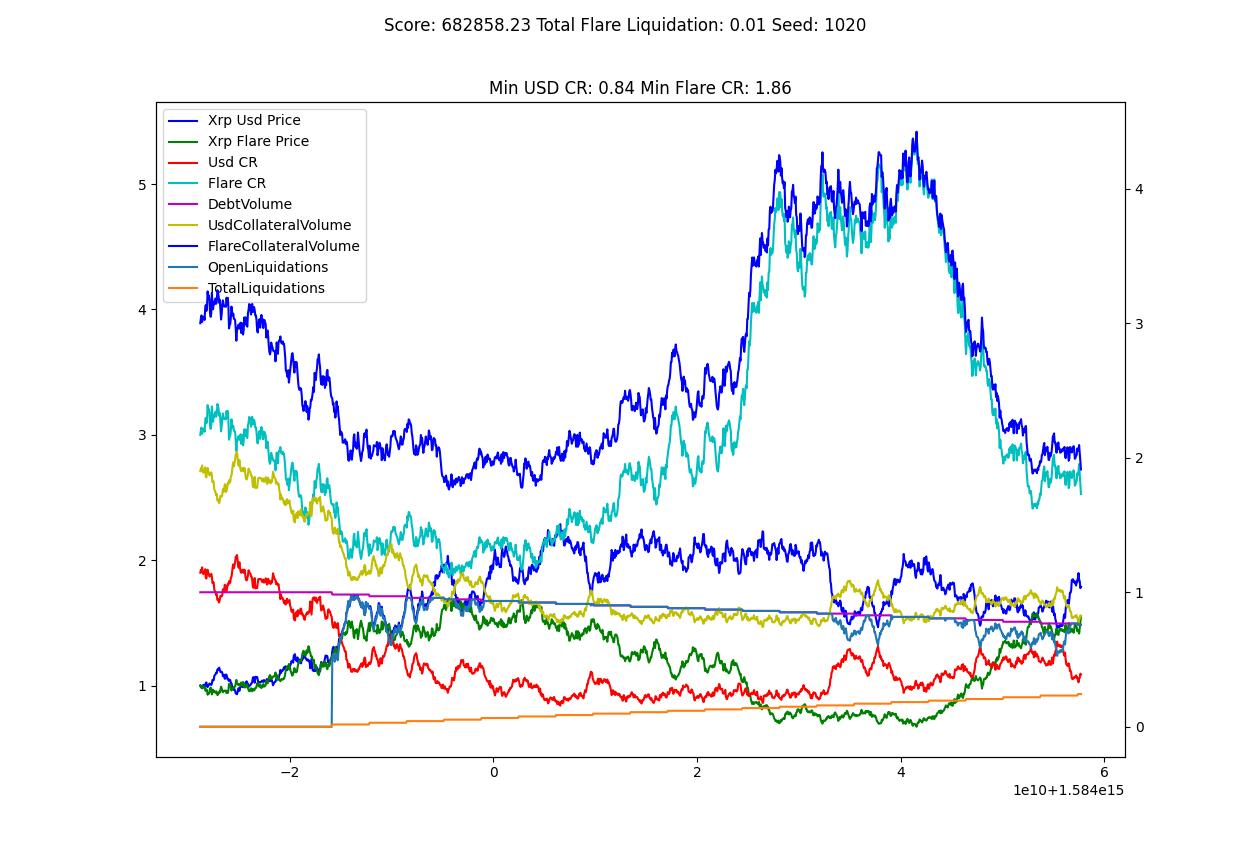 Score: 682858.23 Total Flare Liquidation: 0.01 Seed: 1020
Min USD CR: 0.84 Min Flare CR: 1.86
Xrp Usd Price
Xrp Flare Price
Usd CR
Flare CR
DebtVolume
UsdCollateralVolume
FlareCollateralVolume
OpenLiquidations
TotalLiquidations
5
4
3
2
1
4
3
2
1
0
−2
0
2
4
6
1e10+1.584e15